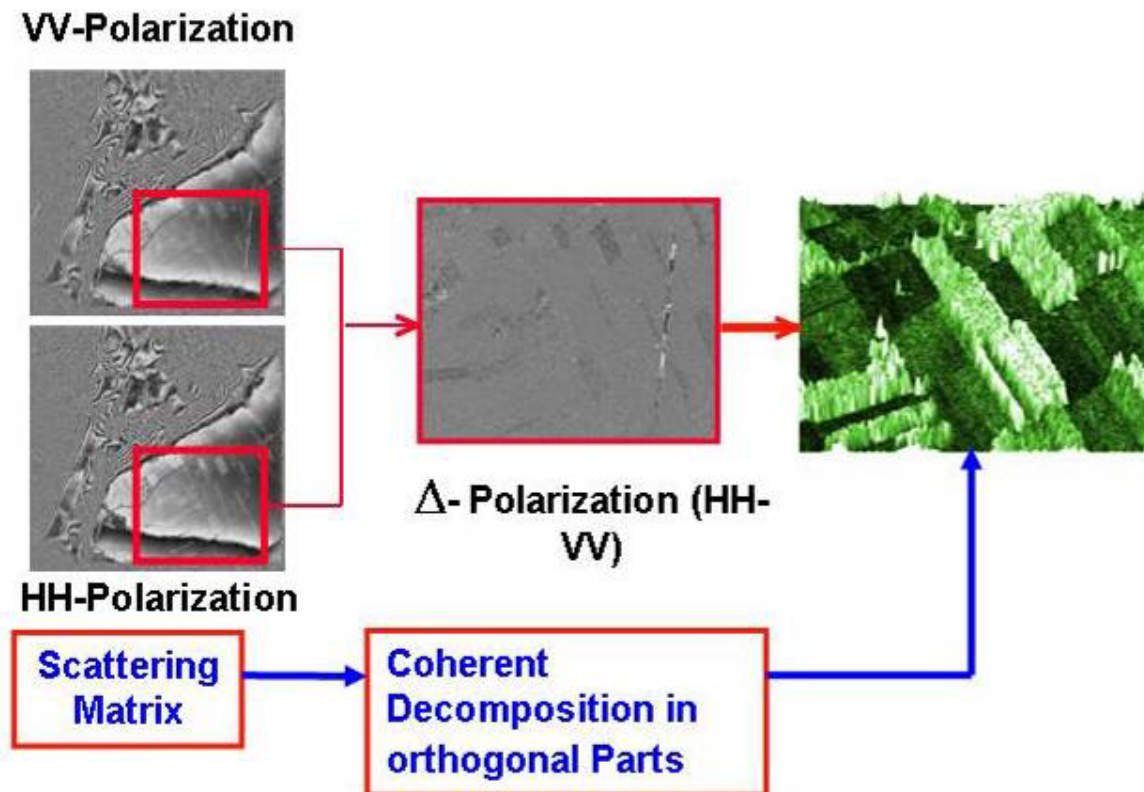 VV-Polarization
Δ- Polarization (HH-
VV)
HH-Polarization
Scattering
Matrix
Coherent
Decomposition in
orthogonal Parts